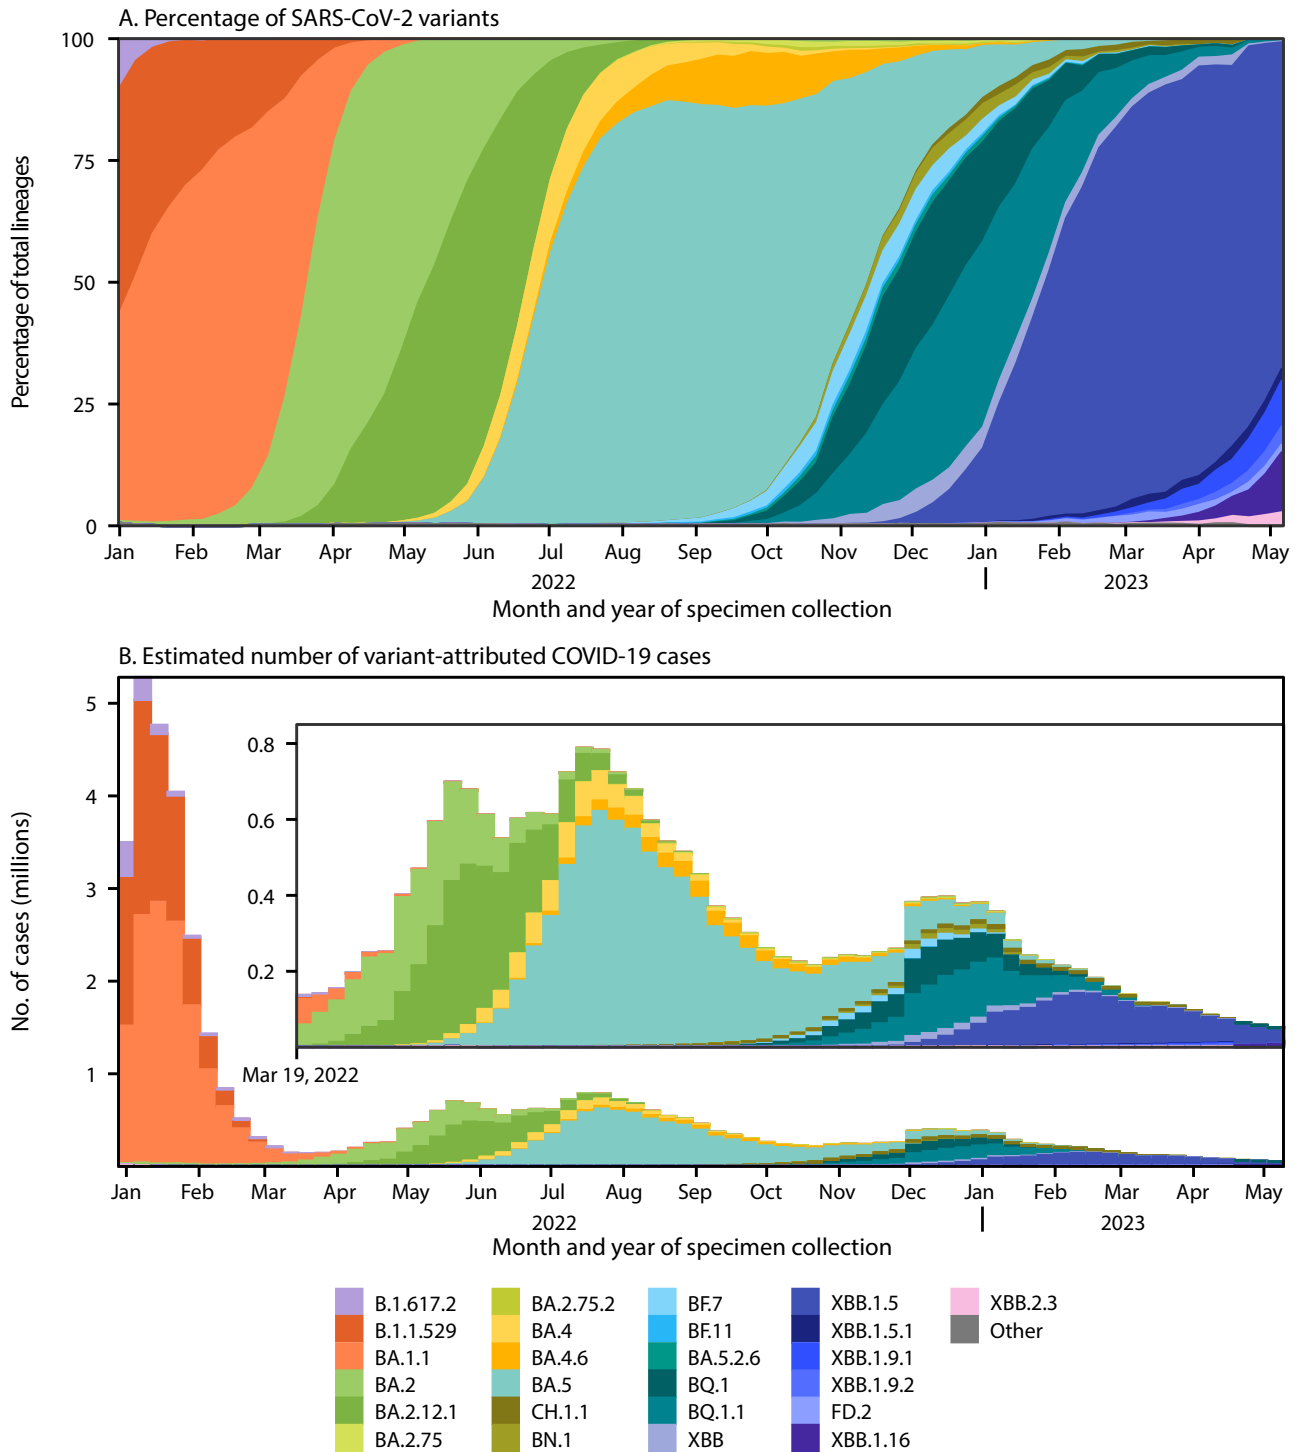 A. Percentage of SARS-CoV-2 variants
100
75
50
25
0
Percentage of total lineages
Jan Feb Mar Apr May Jun Jul Aug Sep Oct Nov Dec Jan Feb Mar Apr May
2022 2023
Month and year of specimen collection
B. Estimated number of variant-attributed COVID-19 cases
5
4
3
2
1
No. of cases (millions)
0.8
0.6
0.4
0.2
Mar 19, 2022
Jan Feb Mar Apr May Jun Jul Aug Sep Oct Nov Dec Jan Feb Mar Apr May
2022 2023
Month and year of specimen collection
B.1.617.2 BA.2.75.2 BF.7 XBB.1.5 XBB.2.3
B.1.1.529 BA.4 BF.11 XBB.1.5.1 Other
BA.1.1 BA.4.6 BA.5.2.6 XBB.1.9.1
BA.2 BA.5 BQ.1 XBB.1.9.2
BA.2.12.1 CH.1.1 BQ.1.1 FD.2
BA.2.75 BN.1 XBB XBB.1.16